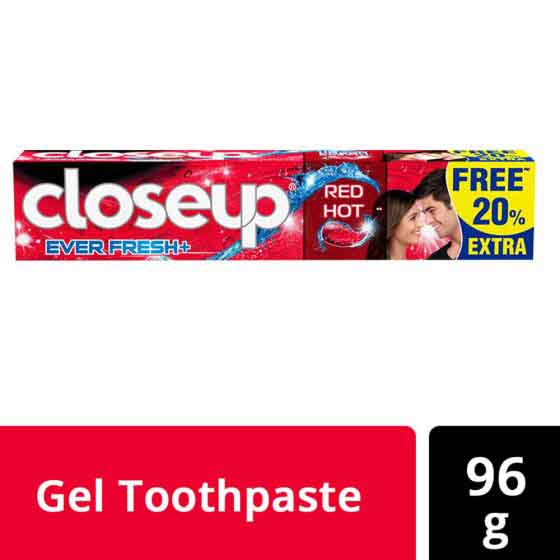 closeup®
EVER FRESH+
RED
HOT
FREE
20%
EXTRA
Gel Toothpaste
96
g